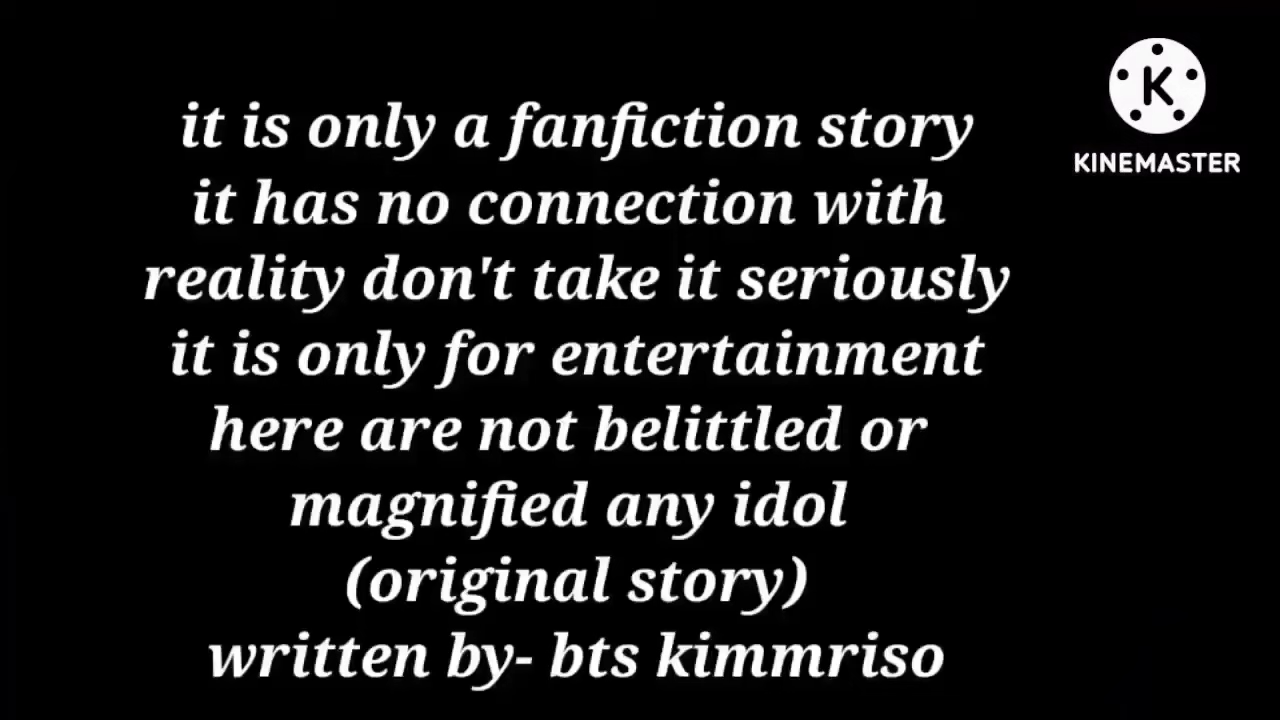 it is only a fanfiction story
it has no connection with
reality don't take it seriously
it is only for entertainment
here are not belittled or
magnified any idol
(original story)
written by- bts kimmriso
K
KINEMASTER